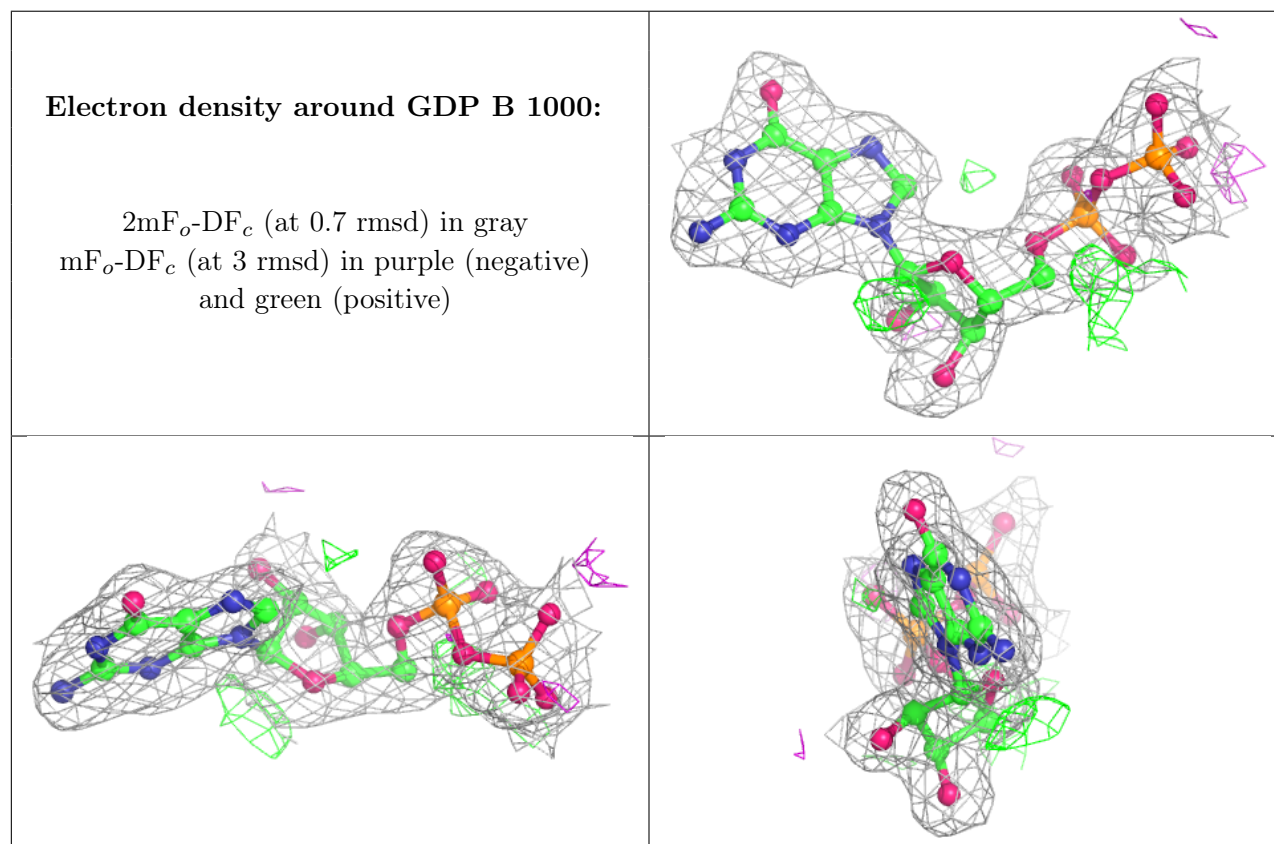 Electron density around GDP B 1000:
2mFo-DFc (at 0.7 rmsd) in gray
mFo-DFc (at 3 rmsd) in purple (negative)
and green (positive)